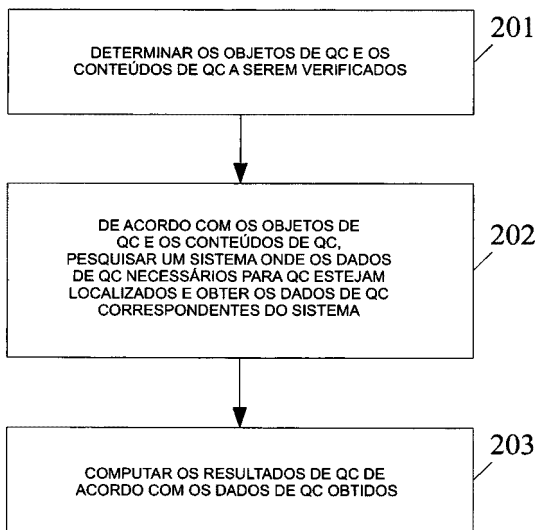 201
DETERMINAR OS OBJETOS DE QC E OS
CONTEÚDOS DE QC A SEREM VERIFICADOS
202
DE ACORDO COM OS OBJETOS DE
QC E OS CONTEÚDOS DE QC,
PESQUISAR UM SISTEMA ONDE OS DADOS
DE QC NECESSÁRIOS PARA QC ESTEJAM
LOCALIZADOS E OBTER OS DADOS DE QC
CORRESPONDENTES DO SISTEMA
203
COMPUTAR OS RESULTADOS DE QC DE
ACORDO COM OS DADOS DE QC OBTIDOS